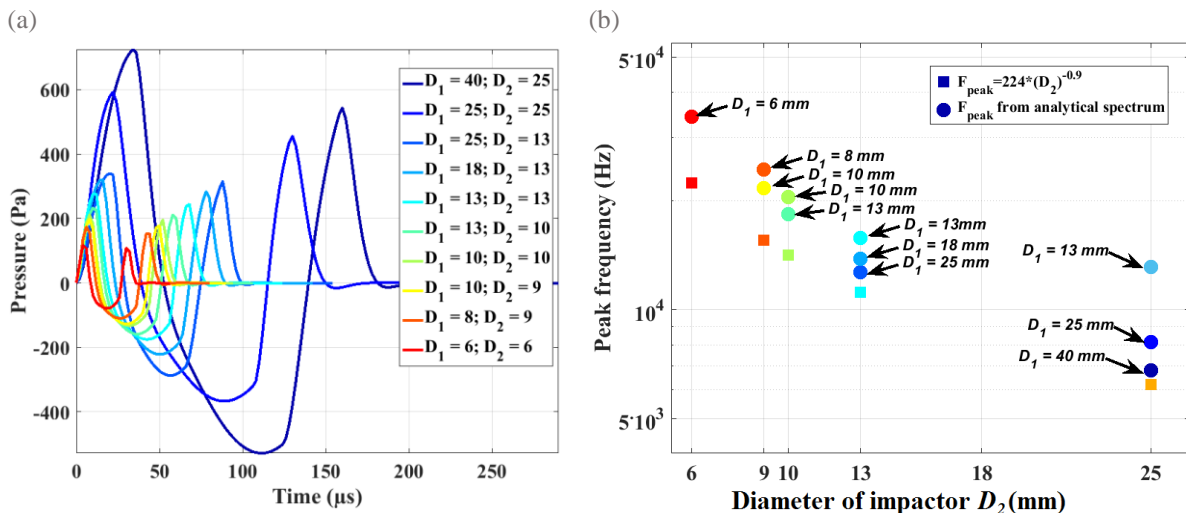 (a)
Pressure (Pa)
600
400
200
0
-200
-400
0
50
100
150
200
250
Time (µs)
D1 = 40; D2 = 25
D1 = 25; D2 = 25
D1 = 25; D2 = 13
D1 = 18; D2 = 13
D1 = 13; D2 = 13
D1 = 13; D2 = 10
D1 = 10; D2 = 10
D1 = 10; D2 = 9
D1 = 8; D2 = 9
D1 = 6; D2 = 6
(b)
Peak frequency (Hz)
5·10^4
10^4
5·10^3
6
9
10
13
18
25
Diameter of impactor D2 (mm)
Fpeak=224*(D2)^-0.9
Fpeak from analytical spectrum
D1 = 6 mm
D1 = 8 mm
D1 = 10 mm
D1 = 10 mm
D1 = 13 mm
D1 = 13mm
D1 = 18 mm
D1 = 25 mm
D1 = 13 mm
D1 = 25 mm
D1 = 40 mm